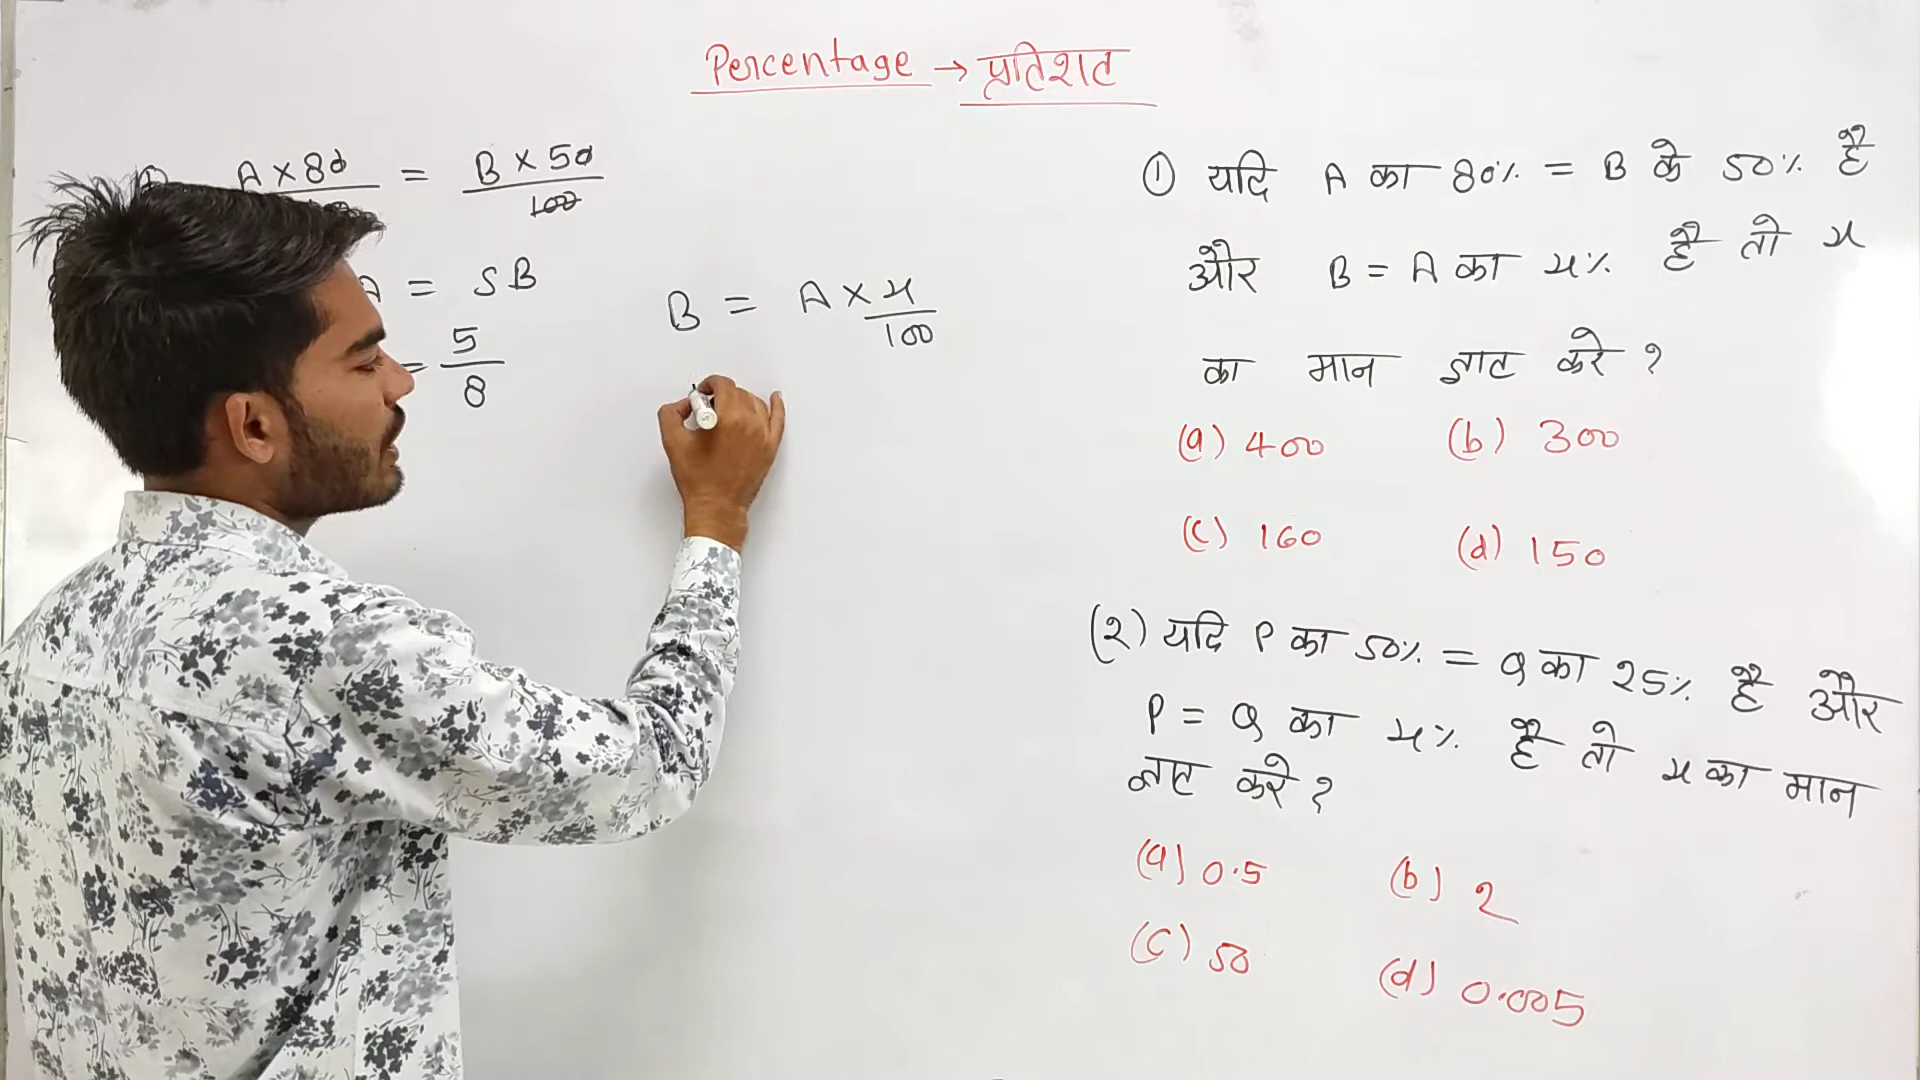 Percentage → प्रतिशत
A × 80 = B × 50
100
A = 5B
= 5
8
B = A × x
100
① यदि A का 80% = B के 50% है
और B = A का x% है तो x
का मान ज्ञात करे ?
(a) 400 (b) 300
(c) 160 (d) 150
(2) यदि P का 50% = Q का 25% है और
P = Q का x% है तो x का मान
ज्ञात करे ?
(a) 0.5 (b) 2
(c) 50 (d) 0.005